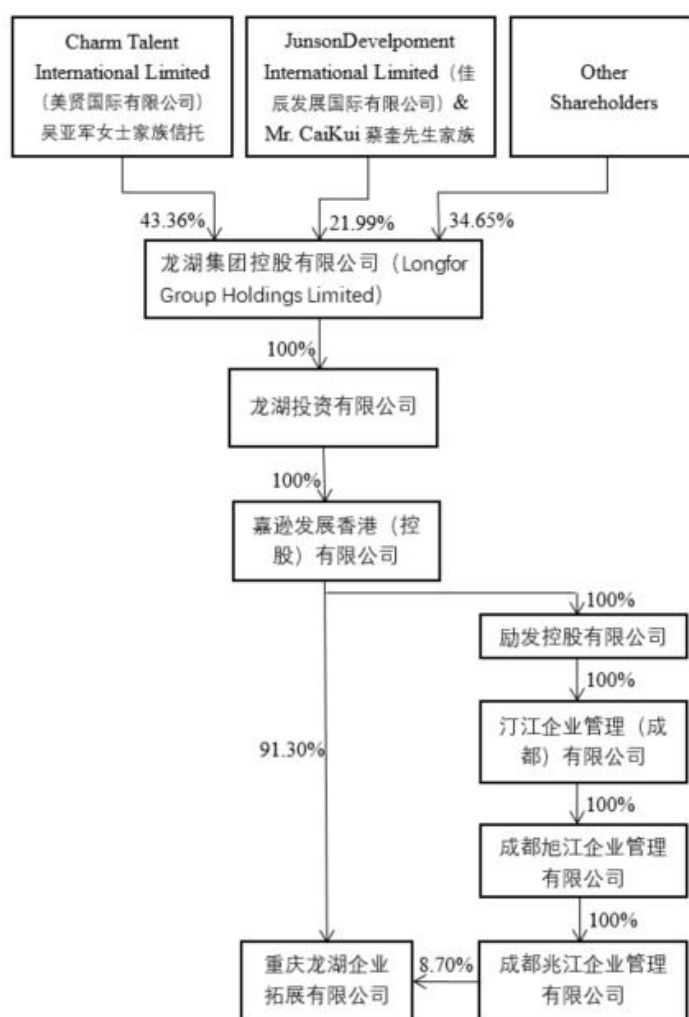 Charm Talent
International Limited
（美贤国际有限公司）
吴亚军女士家族信托
JunsonDevelpoment
International Limited（佳
辰发展国际有限公司）&
Mr. CaiKui 蔡奎先生家族
Other
Shareholders
43.36%
21.99%
34.65%
龙湖集团控股有限公司（Longfor
Group Holdings Limited）
100%
龙湖投资有限公司
100%
嘉逊发展香港（控
股）有限公司
100%
励发控股有限公司
100%
汀江企业管理（成
都）有限公司
91.30%
100%
成都旭江企业管理
有限公司
100%
重庆龙湖企业
拓展有限公司
8.70%
成都兆江企业管理
有限公司